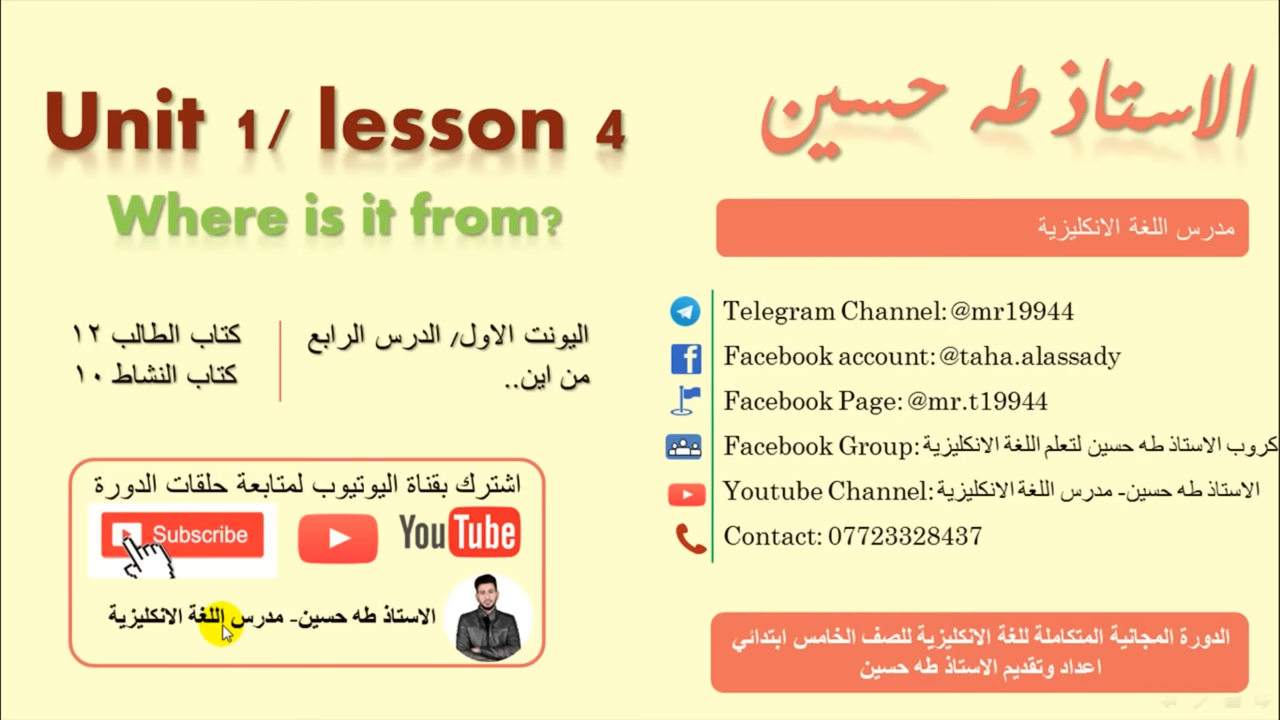 Unit 1/ lesson 4
Where is it from?
اليونت الاول/ الدرس الرابع
من اين..
كتاب الطالب ١٢
كتاب النشاط ١٠
اشترك بقناة اليوتيوب لمتابعة حلقات الدورة
Subscribe
YouTube
الاستاذ طه حسين- مدرس اللغة الانكليزية
الاستاذ طه حسين
مدرس اللغة الانكليزية
Telegram Channel: @mr19944
Facebook account: @taha.alassady
Facebook Page: @mr.t19944
Facebook Group: كروب الاستاذ طه حسين لتعلم اللغة الانكليزية
Youtube Channel: الاستاذ طه حسين- مدرس اللغة الانكليزية
Contact: 07723328437
الدورة المجانية المتكاملة للغة الانكليزية للصف الخامس ابتدائي
اعداد وتقديم الاستاذ طه حسين